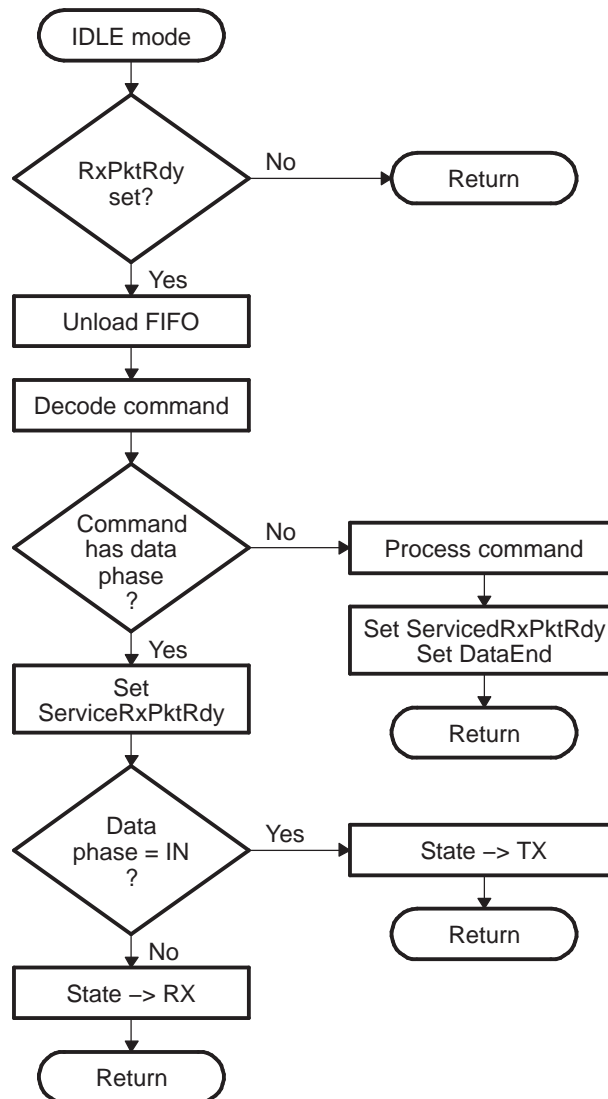 IDLE mode
RxPktRdy
set?
No
Return
Yes
Unload FIFO
Decode command
Command
has data
phase
?
No
Process command
Set ServicedRxPktRdy
Set DataEnd
Return
Yes
Set
ServiceRxPktRdy
Data
phase = IN
?
Yes
State −> TX
Return
No
State −> RX
Return